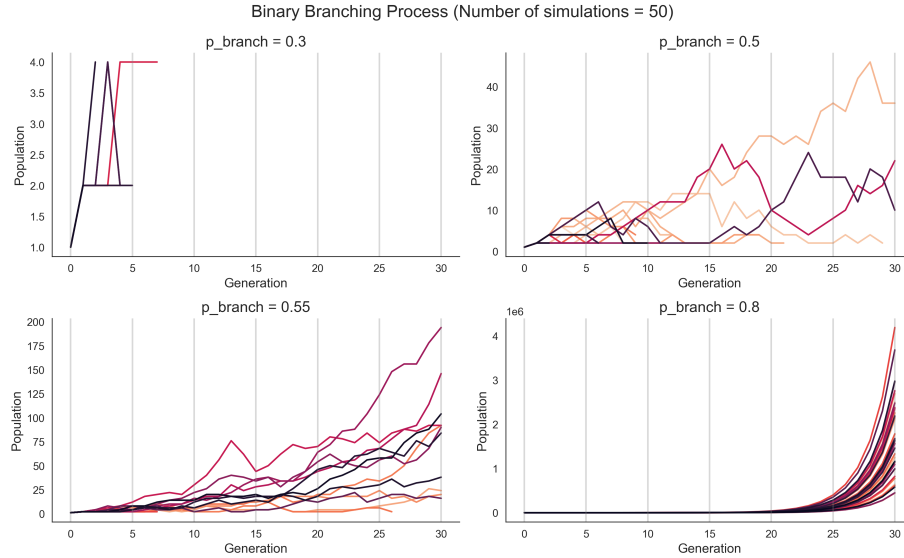 Binary Branching Process (Number of simulations = 50)
p_branch = 0.3
4.0
3.5
3.0
2.5
2.0
1.5
1.0
Population
0 5 10 15 20 25 30
Generation
p_branch = 0.5
40
30
20
10
0
Population
0 5 10 15 20 25 30
Generation
p_branch = 0.55
200
175
150
125
100
75
50
25
0
Population
0 5 10 15 20 25 30
Generation
p_branch = 0.8
1e6
4
3
2
1
0
Population
0 5 10 15 20 25 30
Generation